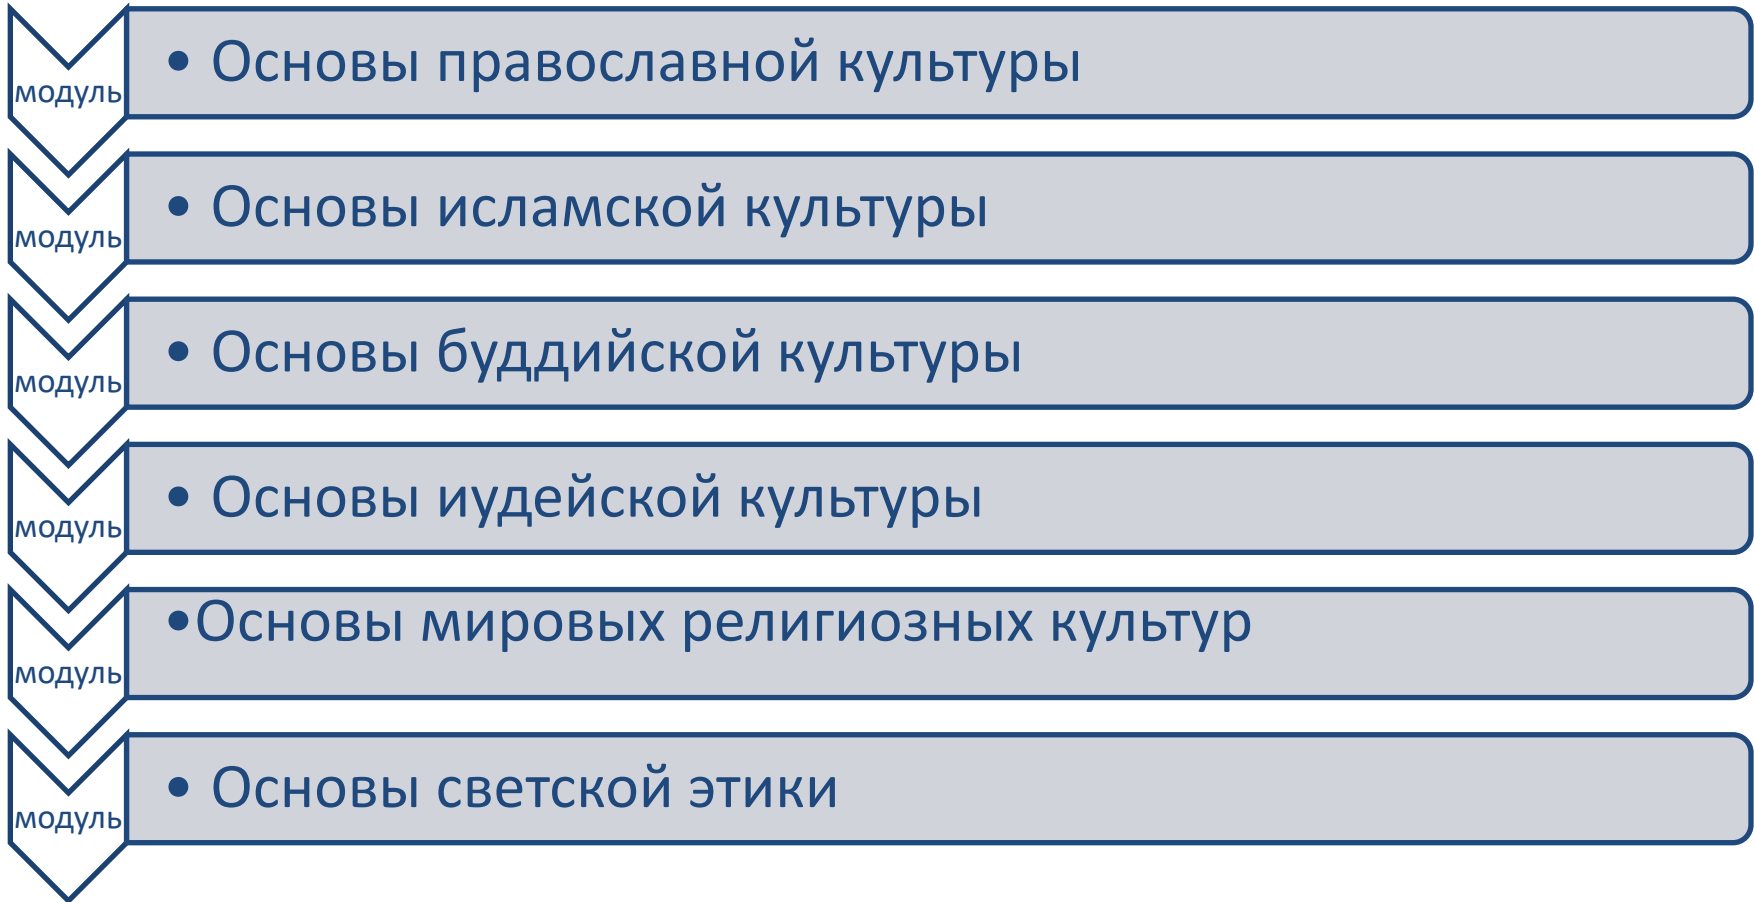 модуль
• Основы православной культуры
модуль
• Основы исламской культуры
модуль
• Основы буддийской культуры
модуль
• Основы иудейской культуры
модуль
•Основы мировых религиозных культур
модуль
• Основы светской этики